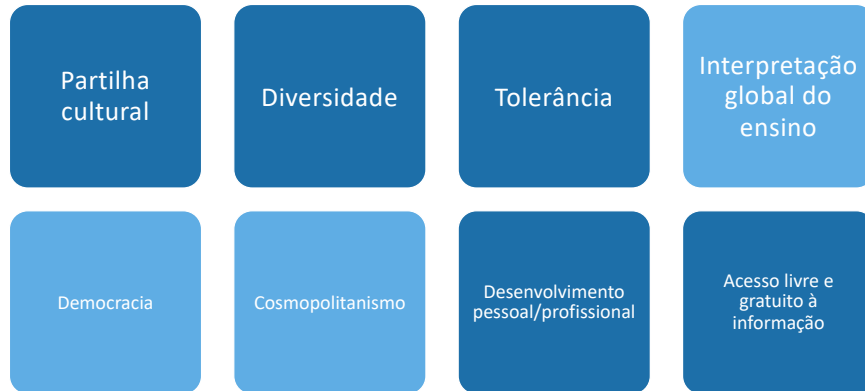 Partilha
cultural
Diversidade
Tolerância
Interpretação
global do
ensino
Democracia
Cosmopolitanismo
Desenvolvimento
pessoal/profissional
Acesso livre e
gratuito à
informação